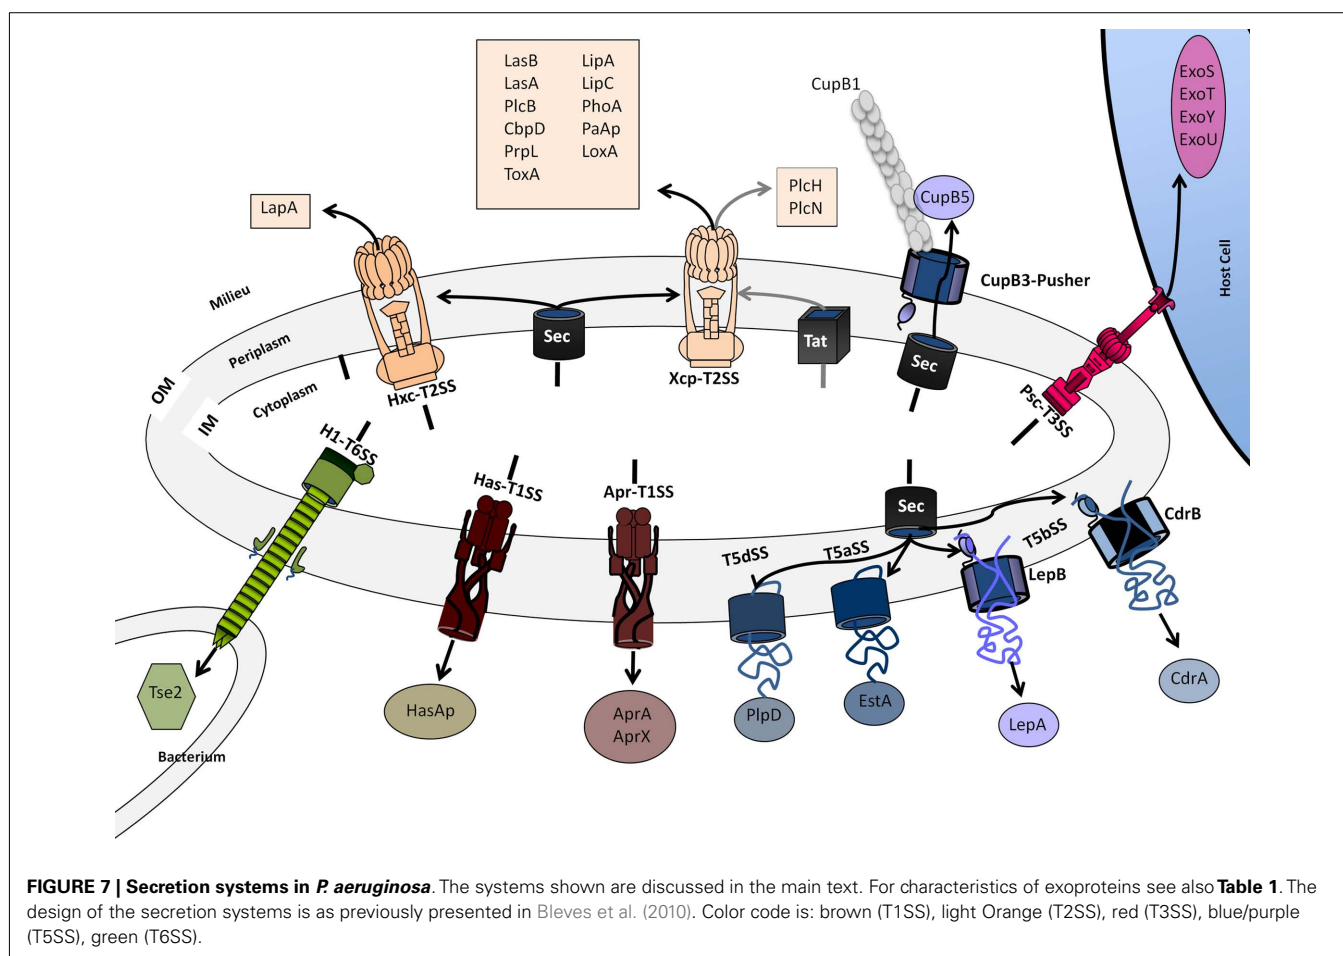 LasB LipA
LasA LipC
PlcB PhoA
CbpD PaAp
PrpL LoxA
ToxA
CupB1
ExoS
ExoT
ExoY
ExoU
PlcH
PlcN
CupB5
LapA
Host Cell
Milieu
CupB3-Pusher
Periplasm
Sec
Tat
Sec
OM
IM
Cytoplasm
Hxc-T2SS
Xcp-T2SS
Psc-T3SS
H1-T6SS
Has-T1SS
Apr-T1SS
Sec
CdrB
T5dSS
T5aSS
T5bSS
LepB
Tse2
HasAp
AprA
AprX
PlpD
EstA
LepA
CdrA
Bacterium
FIGURE 7 | Secretion systems in P. aeruginosa. The systems shown are discussed in the main text. For characteristics of exoproteins see also Table 1. The
design of the secretion systems is as previously presented in Bleves et al. (2010). Color code is: brown (T1SS), light Orange (T2SS), red (T3SS), blue/purple
(T5SS), green (T6SS).